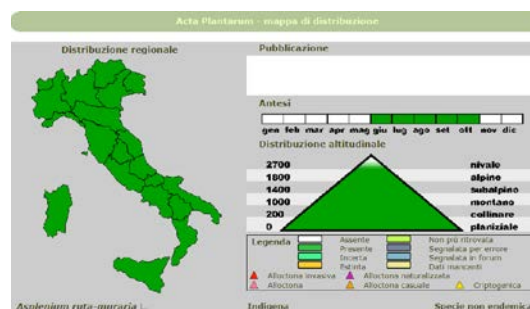 Acta Plantarum - mappa di distribuzione
Distribuzione regionale
Pubblicazione
Antesi
gen feb mar apr mag giu lug ago set ott nov dic
Distribuzione altitudinale
2700 nivale
1800 alpino
1400 subalpino
1000 montano
200 collinare
0 planiziale
Legenda
Assente Non più ritrovata
Presente Segnalata per errore
Incerta Segnalata in forum
Estinta Dati mancanti
Alloctona invasiva Alloctona naturalizzata
Alloctona Alloctona casuale Criptogenica
Asplenium ruta-muraria L. Indigena Specie non endemica